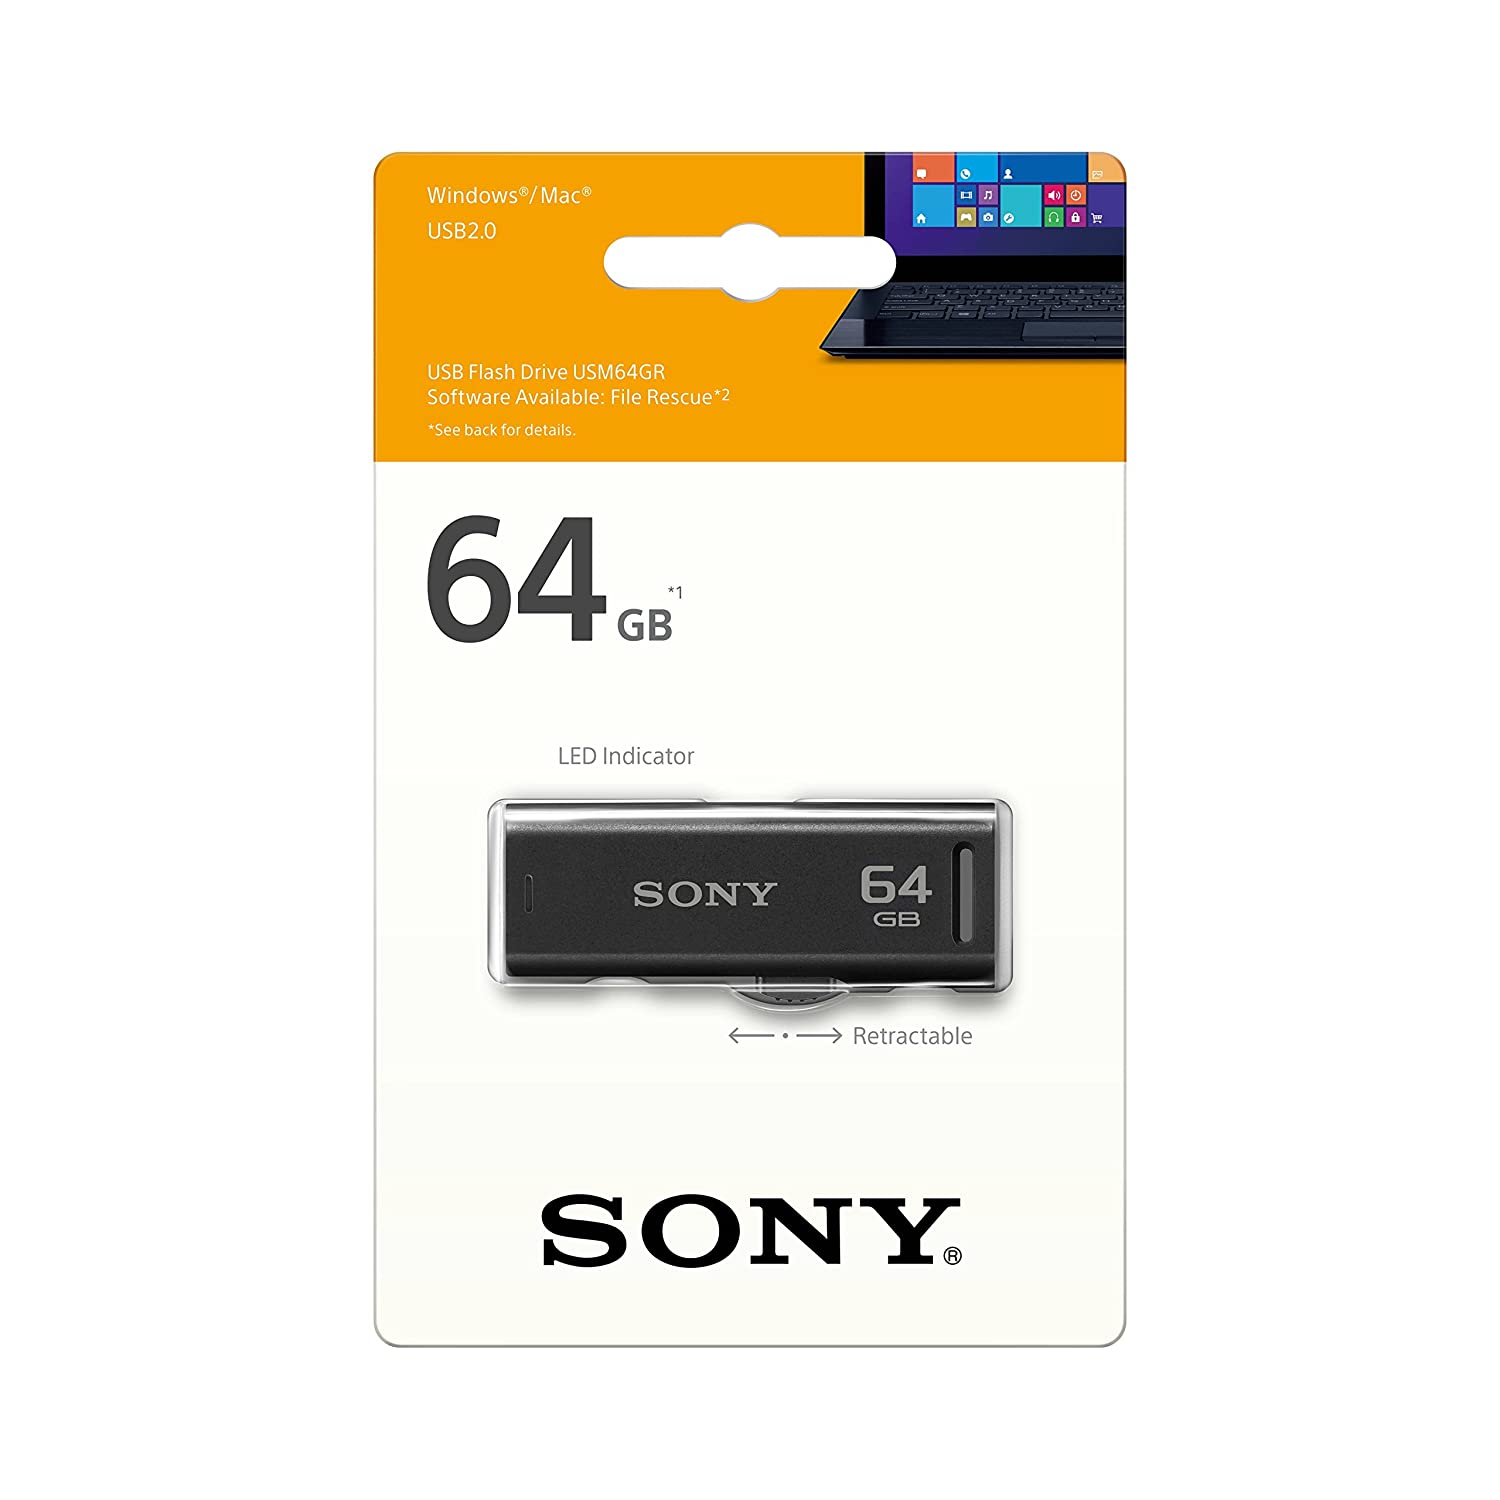 Windows®/Mac®
USB2.0
USB Flash Drive USM64GR
Software Available: File Rescue*2
*See back for details.
64 GB *1
LED Indicator
SONY
64
GB
Retractable
SONY®